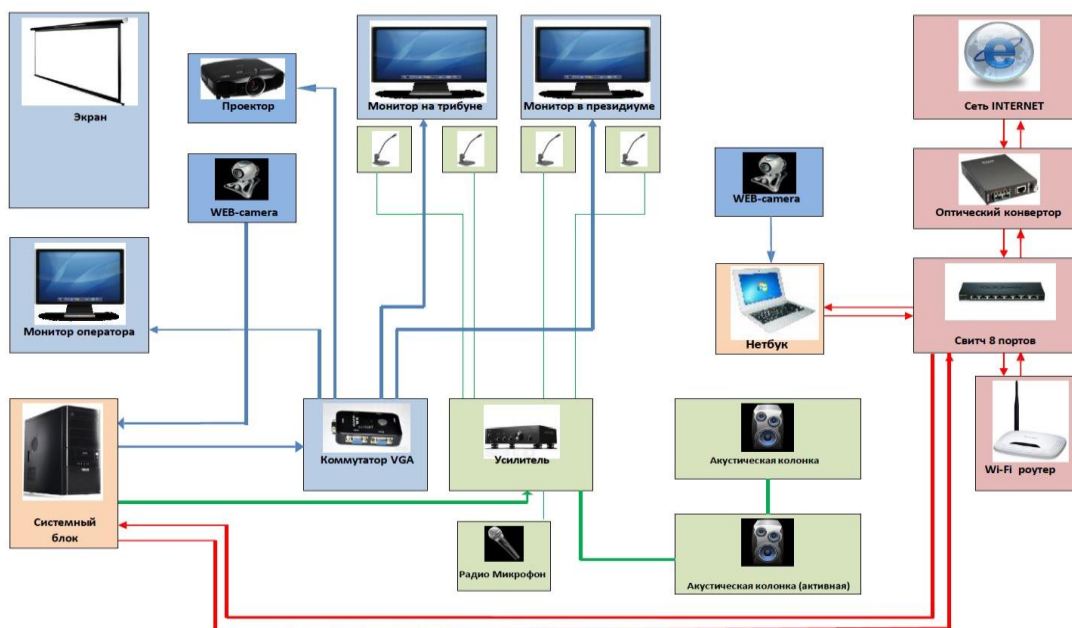 Экран
Проектор
Монитор на трибуне
Монитор в президиуме
Сеть INTERNET
WEB-camera
WEB-camera
Оптический конвертор
Монитор оператора
Нетбук
Свитч 8 портов
Коммутатор VGA
Усилитель
Акустическая колонка
Wi-Fi роутер
Системный
блок
Радио Микрофон
Акустическая колонка (активная)